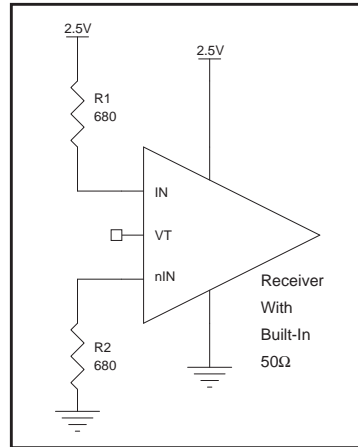 2.5V
2.5V
R1
680
IN
VT
nIN
Receiver
With
Built-In
50Ω
R2
680